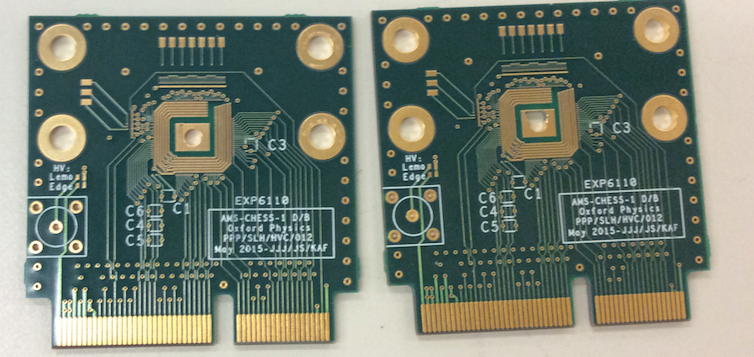 C3
HV:
Lemo
Edge
EXP6110
C6
C1
C4
C5
AMS-CHESS-1 D/B
Oxford Physics
PPP/SLH/HVC/012
May 2015-JJJ/JS/KAF
C3
HV:
Lemo
Edge
EXP6110
C6
C1
C4
C5
AMS-CHESS-1 D/B
Oxford Physics
PPP/SLH/HVC/012
May 2015-JJJ/JS/KAF